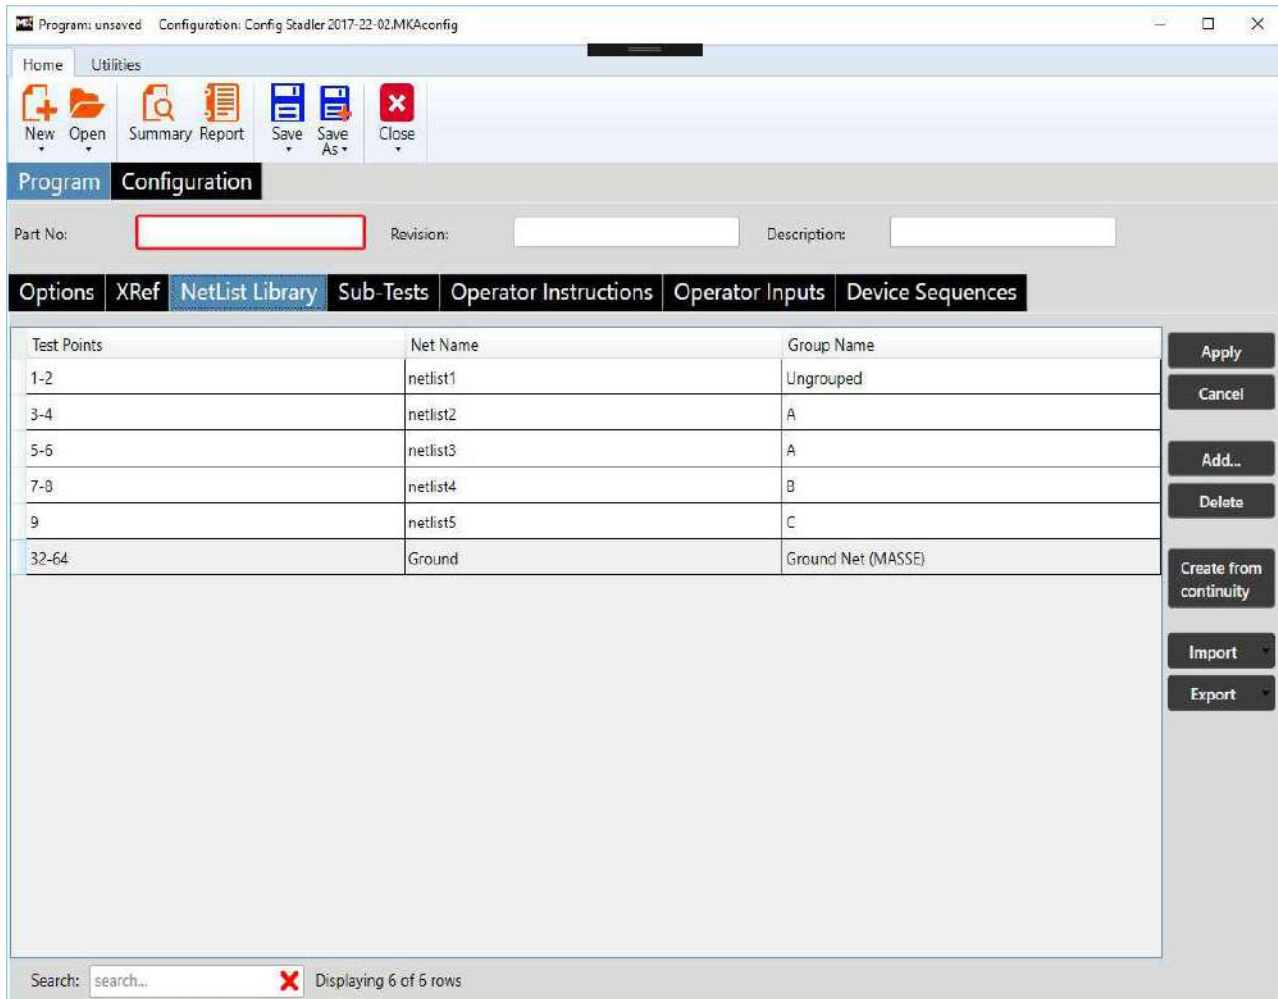 MK Program: unsaved Configuration: Config Stadler 2017-22-02.MKAconfig
Home Utilities
New Open Summary Report Save Save As Close
Program Configuration
Part No: Revision: Description:
Options XRef NetList Library Sub-Tests Operator Instructions Operator Inputs Device Sequences
Test Points Net Name Group Name
1-2 netlist1 Ungrouped
3-4 netlist2 A
5-6 netlist3 A
7-8 netlist4 B
9 netlist5 C
32-64 Ground Ground Net (MASSE)
Apply
Cancel
Add...
Delete
Create from
continuity
Import
Export
Search: search... Displaying 6 of 6 rows